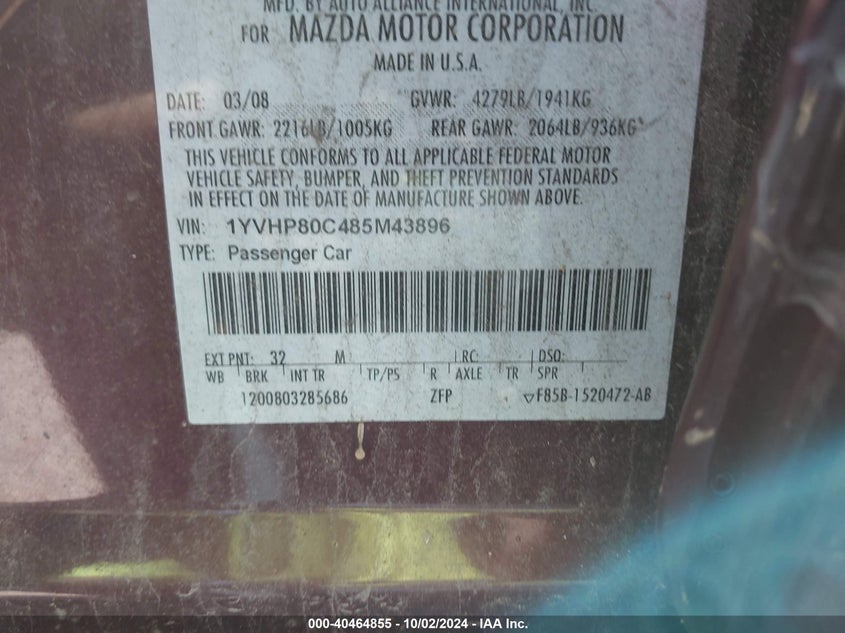 MFD. BY AUTO ALLIANCE INTERNATIONAL, INC.
FOR MAZDA MOTOR CORPORATION
MADE IN U.S.A.
DATE: 03/08 GVWR: 4279LB/1941KG
FRONT GAWR: 2216LB/1005KG REAR GAWR: 2064LB/936KG
THIS VEHICLE CONFORMS TO ALL APPLICABLE FEDERAL MOTOR
VEHICLE SAFETY, BUMPER, AND THEFT PREVENTION STANDARDS
IN EFFECT ON THE DATE OF MANUFACTURE SHOWN ABOVE.
VIN: 1YVHP80C485M43896
TYPE: Passenger Car
EXT PNT: 32 M RC: DSO:
WB BRK INT TR TP/PS R AXLE TR SPR
1200803285686 ZFP F85B-1520472-AB
000-40464855 - 10/02/2024 - IAA Inc.